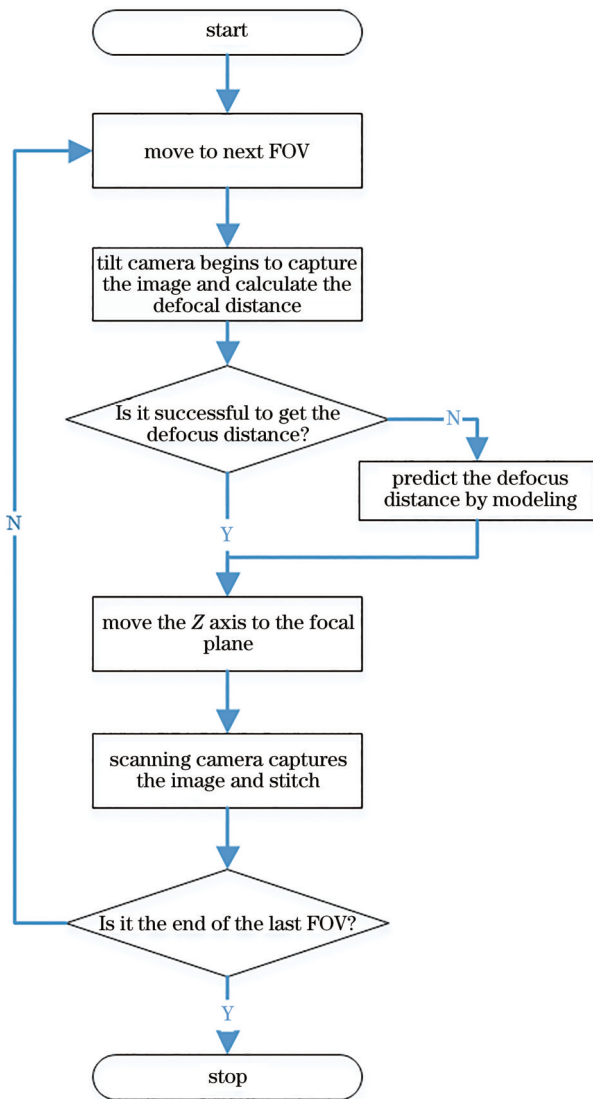 start
move to next FOV
tilt camera begins to capture
the image and calculate the
defocal distance
Is it successful to get the
defocus distance?
N
predict the defocus
distance by modeling
Y
move the Z axis to the focal
plane
scanning camera captures
the image and stitch
Is it the end of the last FOV?
N
Y
stop